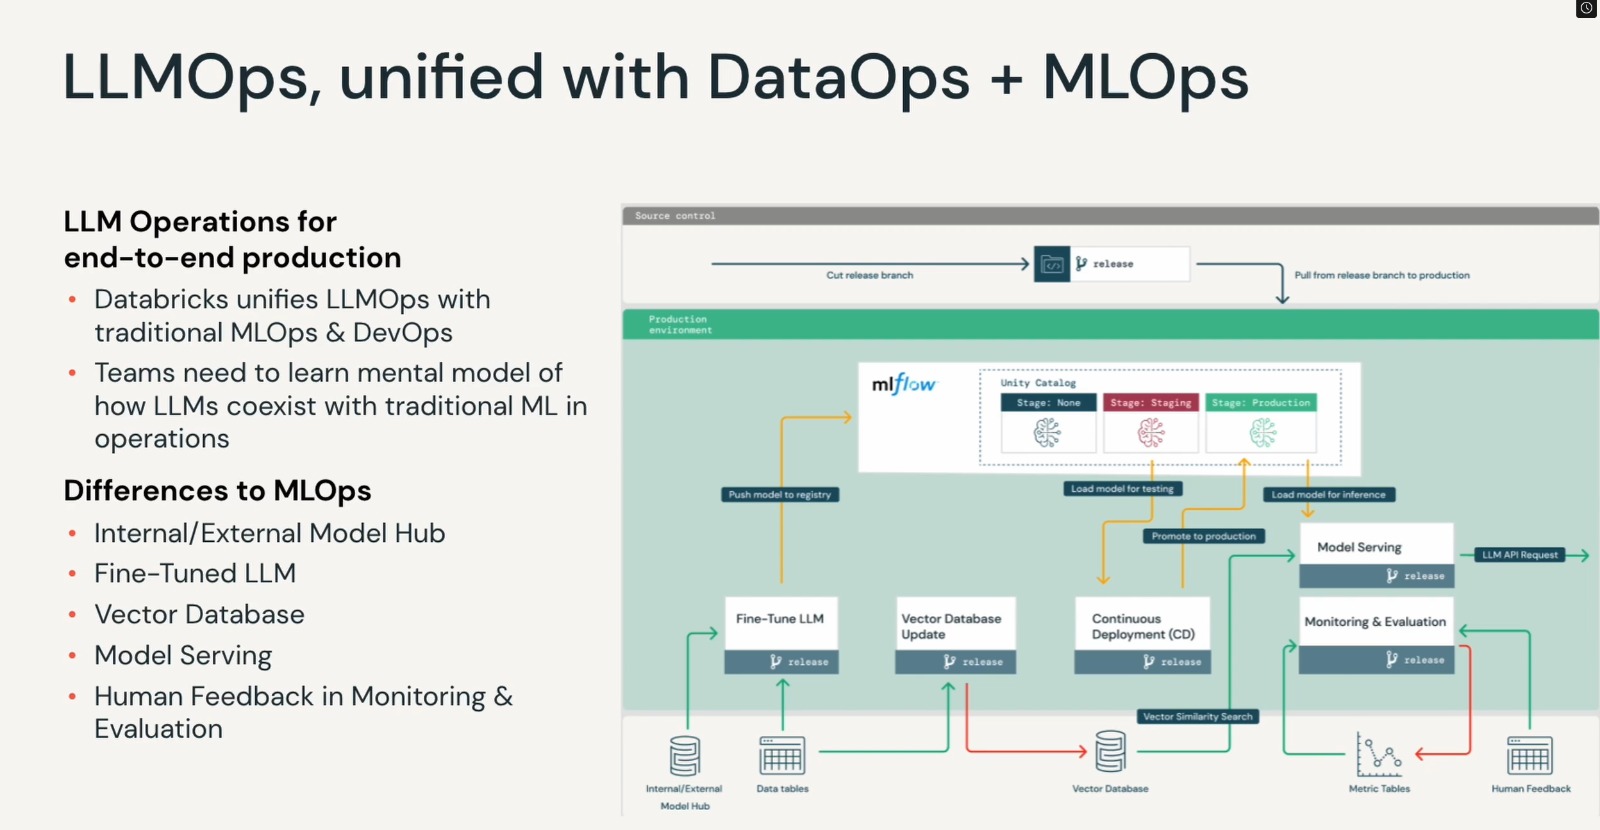 LLMOps, unified with DataOps + MLOps
LLM Operations for
end-to-end production
• Databricks unifies LLMOps with
traditional MLOps & DevOps
• Teams need to learn mental model of
how LLMs coexist with traditional ML in
operations
Differences to MLOps
• Internal/External Model Hub
• Fine-Tuned LLM
• Vector Database
• Model Serving
• Human Feedback in Monitoring &
Evaluation
Source control
Cut release branch
release
Pull from release branch to production
Production
environment
mlflow
Unity Catalog
Stage: None
Stage: Staging
Stage: Production
Push model to registry
Load model for testing
Load model for inference
Promote to production
Model Serving
release
LLM API Request
Fine-Tune LLM
release
Vector Database
Update
release
Continuous
Deployment (CD)
release
Monitoring & Evaluation
release
Vector Similarity Search
Internal/External
Model Hub
Data tables
Vector Database
Metric Tables
Human Feedback